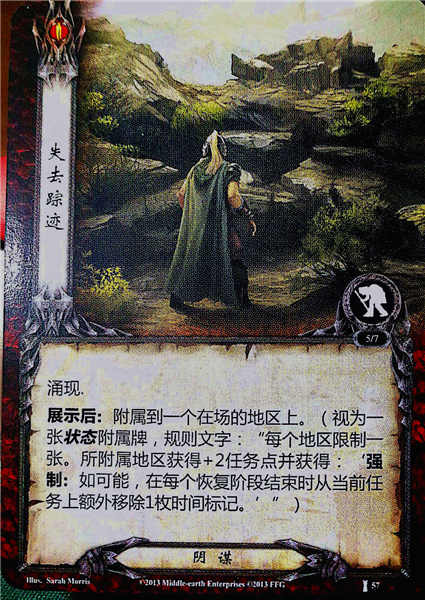 失去踪迹
5/7
涌现.
展示后：附属到一个在场的地区上。（视为一
张状态附属牌，规则文字：“每个地区限制一
张。所附属地区获得+2任务点并获得：‘强
制：如可能，在每个恢复阶段结束时从当前任
务上额外移除1枚时间标记。’”）
阴谋
Illus. Sarah Morris ©2013 Middle-earth Enterprises ©2013 FFG 57